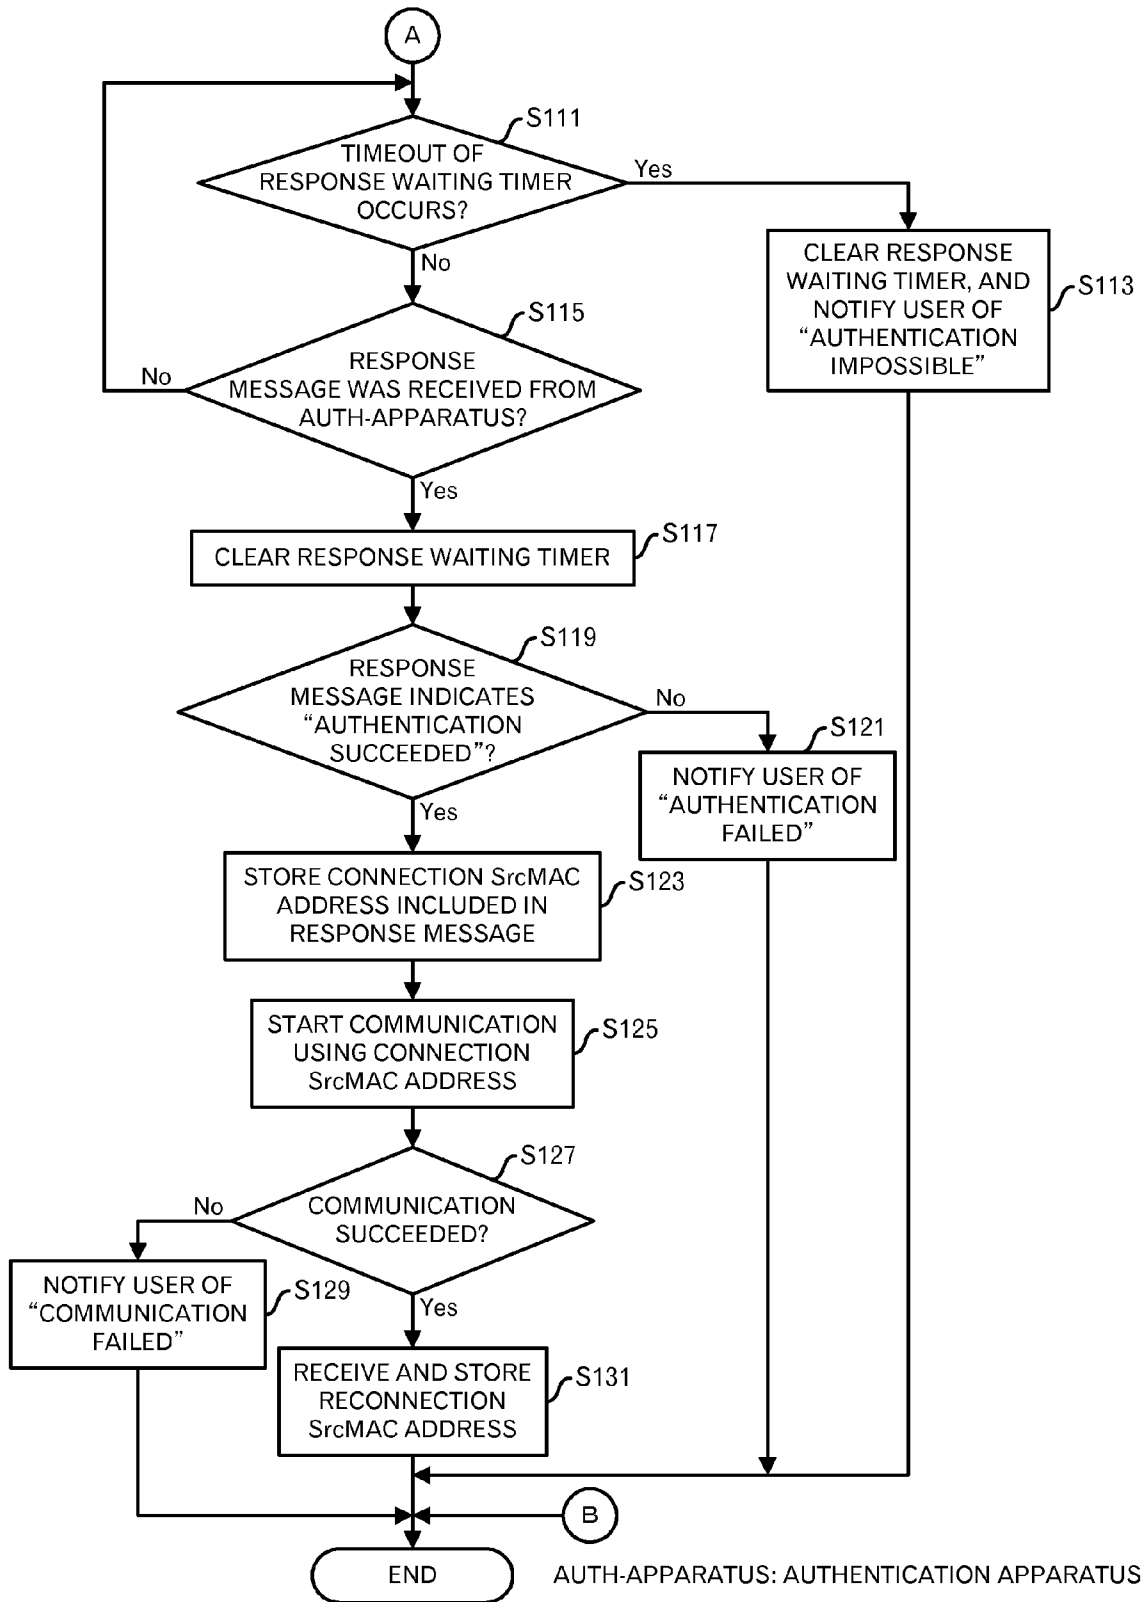 A
S111
TIMEOUT OF
RESPONSE WAITING TIMER
OCCURS?
Yes
No
CLEAR RESPONSE
WAITING TIMER, AND
NOTIFY USER OF
“AUTHENTICATION
IMPOSSIBLE”
S113
S115
RESPONSE
MESSAGE WAS RECEIVED FROM
AUTH-APPARATUS?
No
Yes
S117
CLEAR RESPONSE WAITING TIMER
S119
RESPONSE
MESSAGE INDICATES
“AUTHENTICATION
SUCCEEDED”?
No
Yes
S121
NOTIFY USER OF
“AUTHENTICATION
FAILED”
STORE CONNECTION SrcMAC
ADDRESS INCLUDED IN
RESPONSE MESSAGE
S123
START COMMUNICATION
USING CONNECTION
SrcMAC ADDRESS
S125
S127
COMMUNICATION
SUCCEEDED?
No
Yes
NOTIFY USER OF
“COMMUNICATION
FAILED”
S129
RECEIVE AND STORE
RECONNECTION
SrcMAC ADDRESS
S131
B
END
AUTH-APPARATUS: AUTHENTICATION APPARATUS